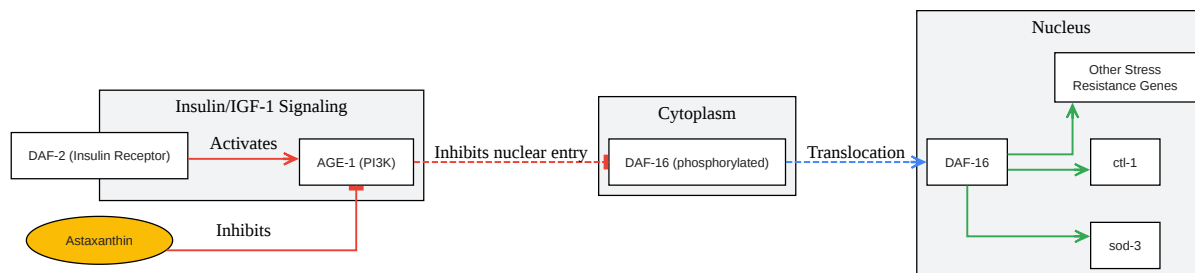 Nucleus
Other Stress
Resistance Genes
Insulin/IGF-1 Signaling
Cytoplasm
DAF-2 (Insulin Receptor)
Activates
AGE-1 (PI3K)
Inhibits nuclear entry
DAF-16 (phosphorylated)
Translocation
DAF-16
ctl-1
Astaxanthin
Inhibits
sod-3